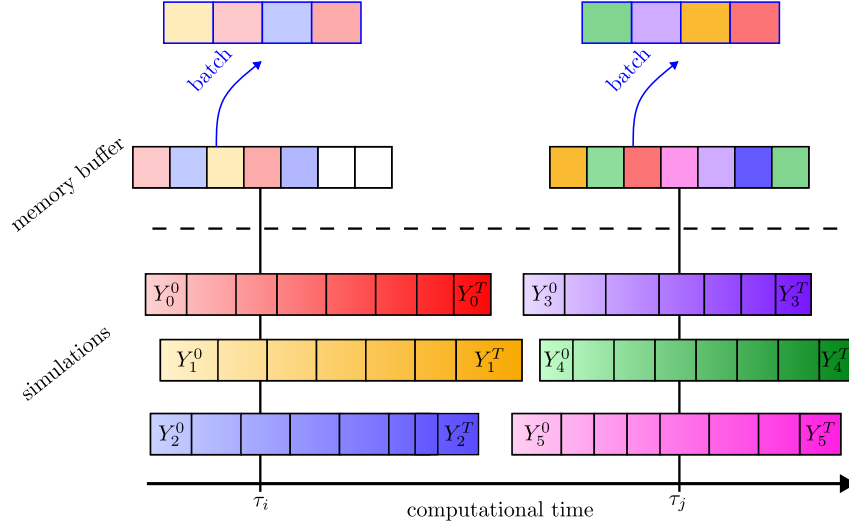 batch
batch
memory buffer
simulations
Y_0^0 Y_0^T
Y_3^0 Y_3^T
Y_1^0 Y_1^T
Y_4^0 Y_4^T
Y_2^0 Y_2^T
Y_5^0 Y_5^T
τ_i
τ_j
computational time